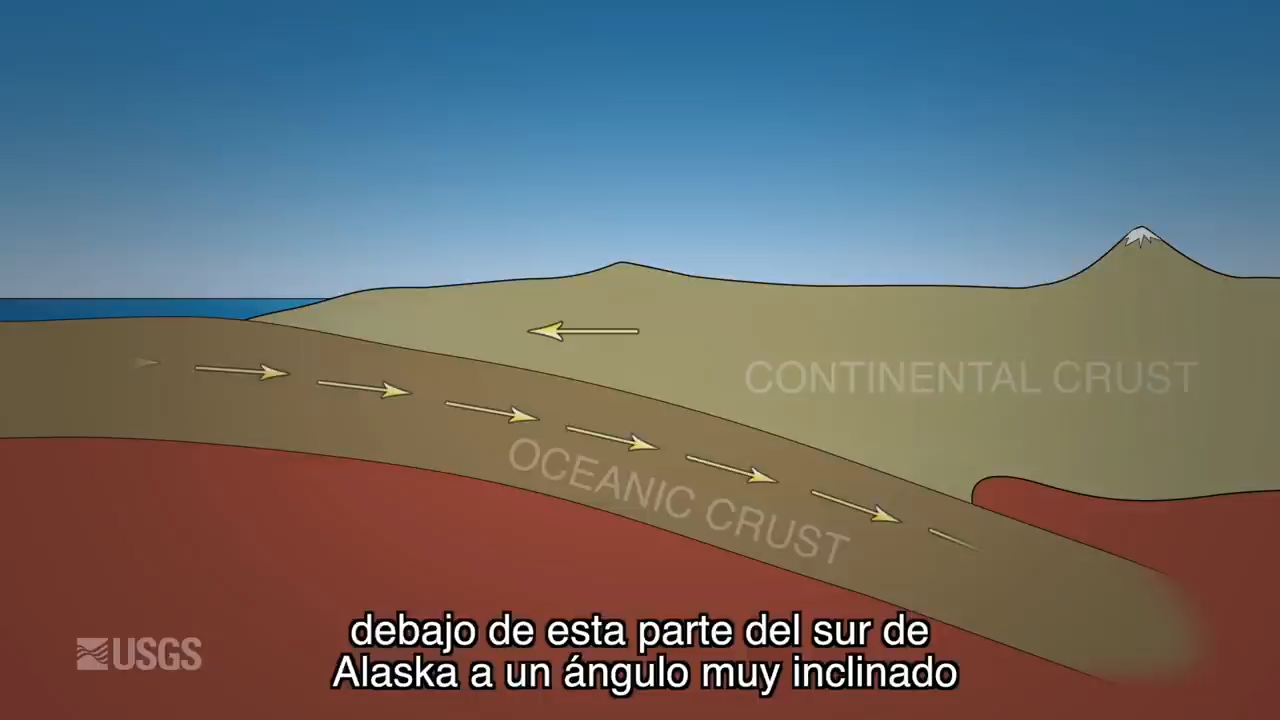 CONTINENTAL CRUST
OCEANIC CRUST
debajo de esta parte del sur de
Alaska a un ángulo muy inclinado
USGS